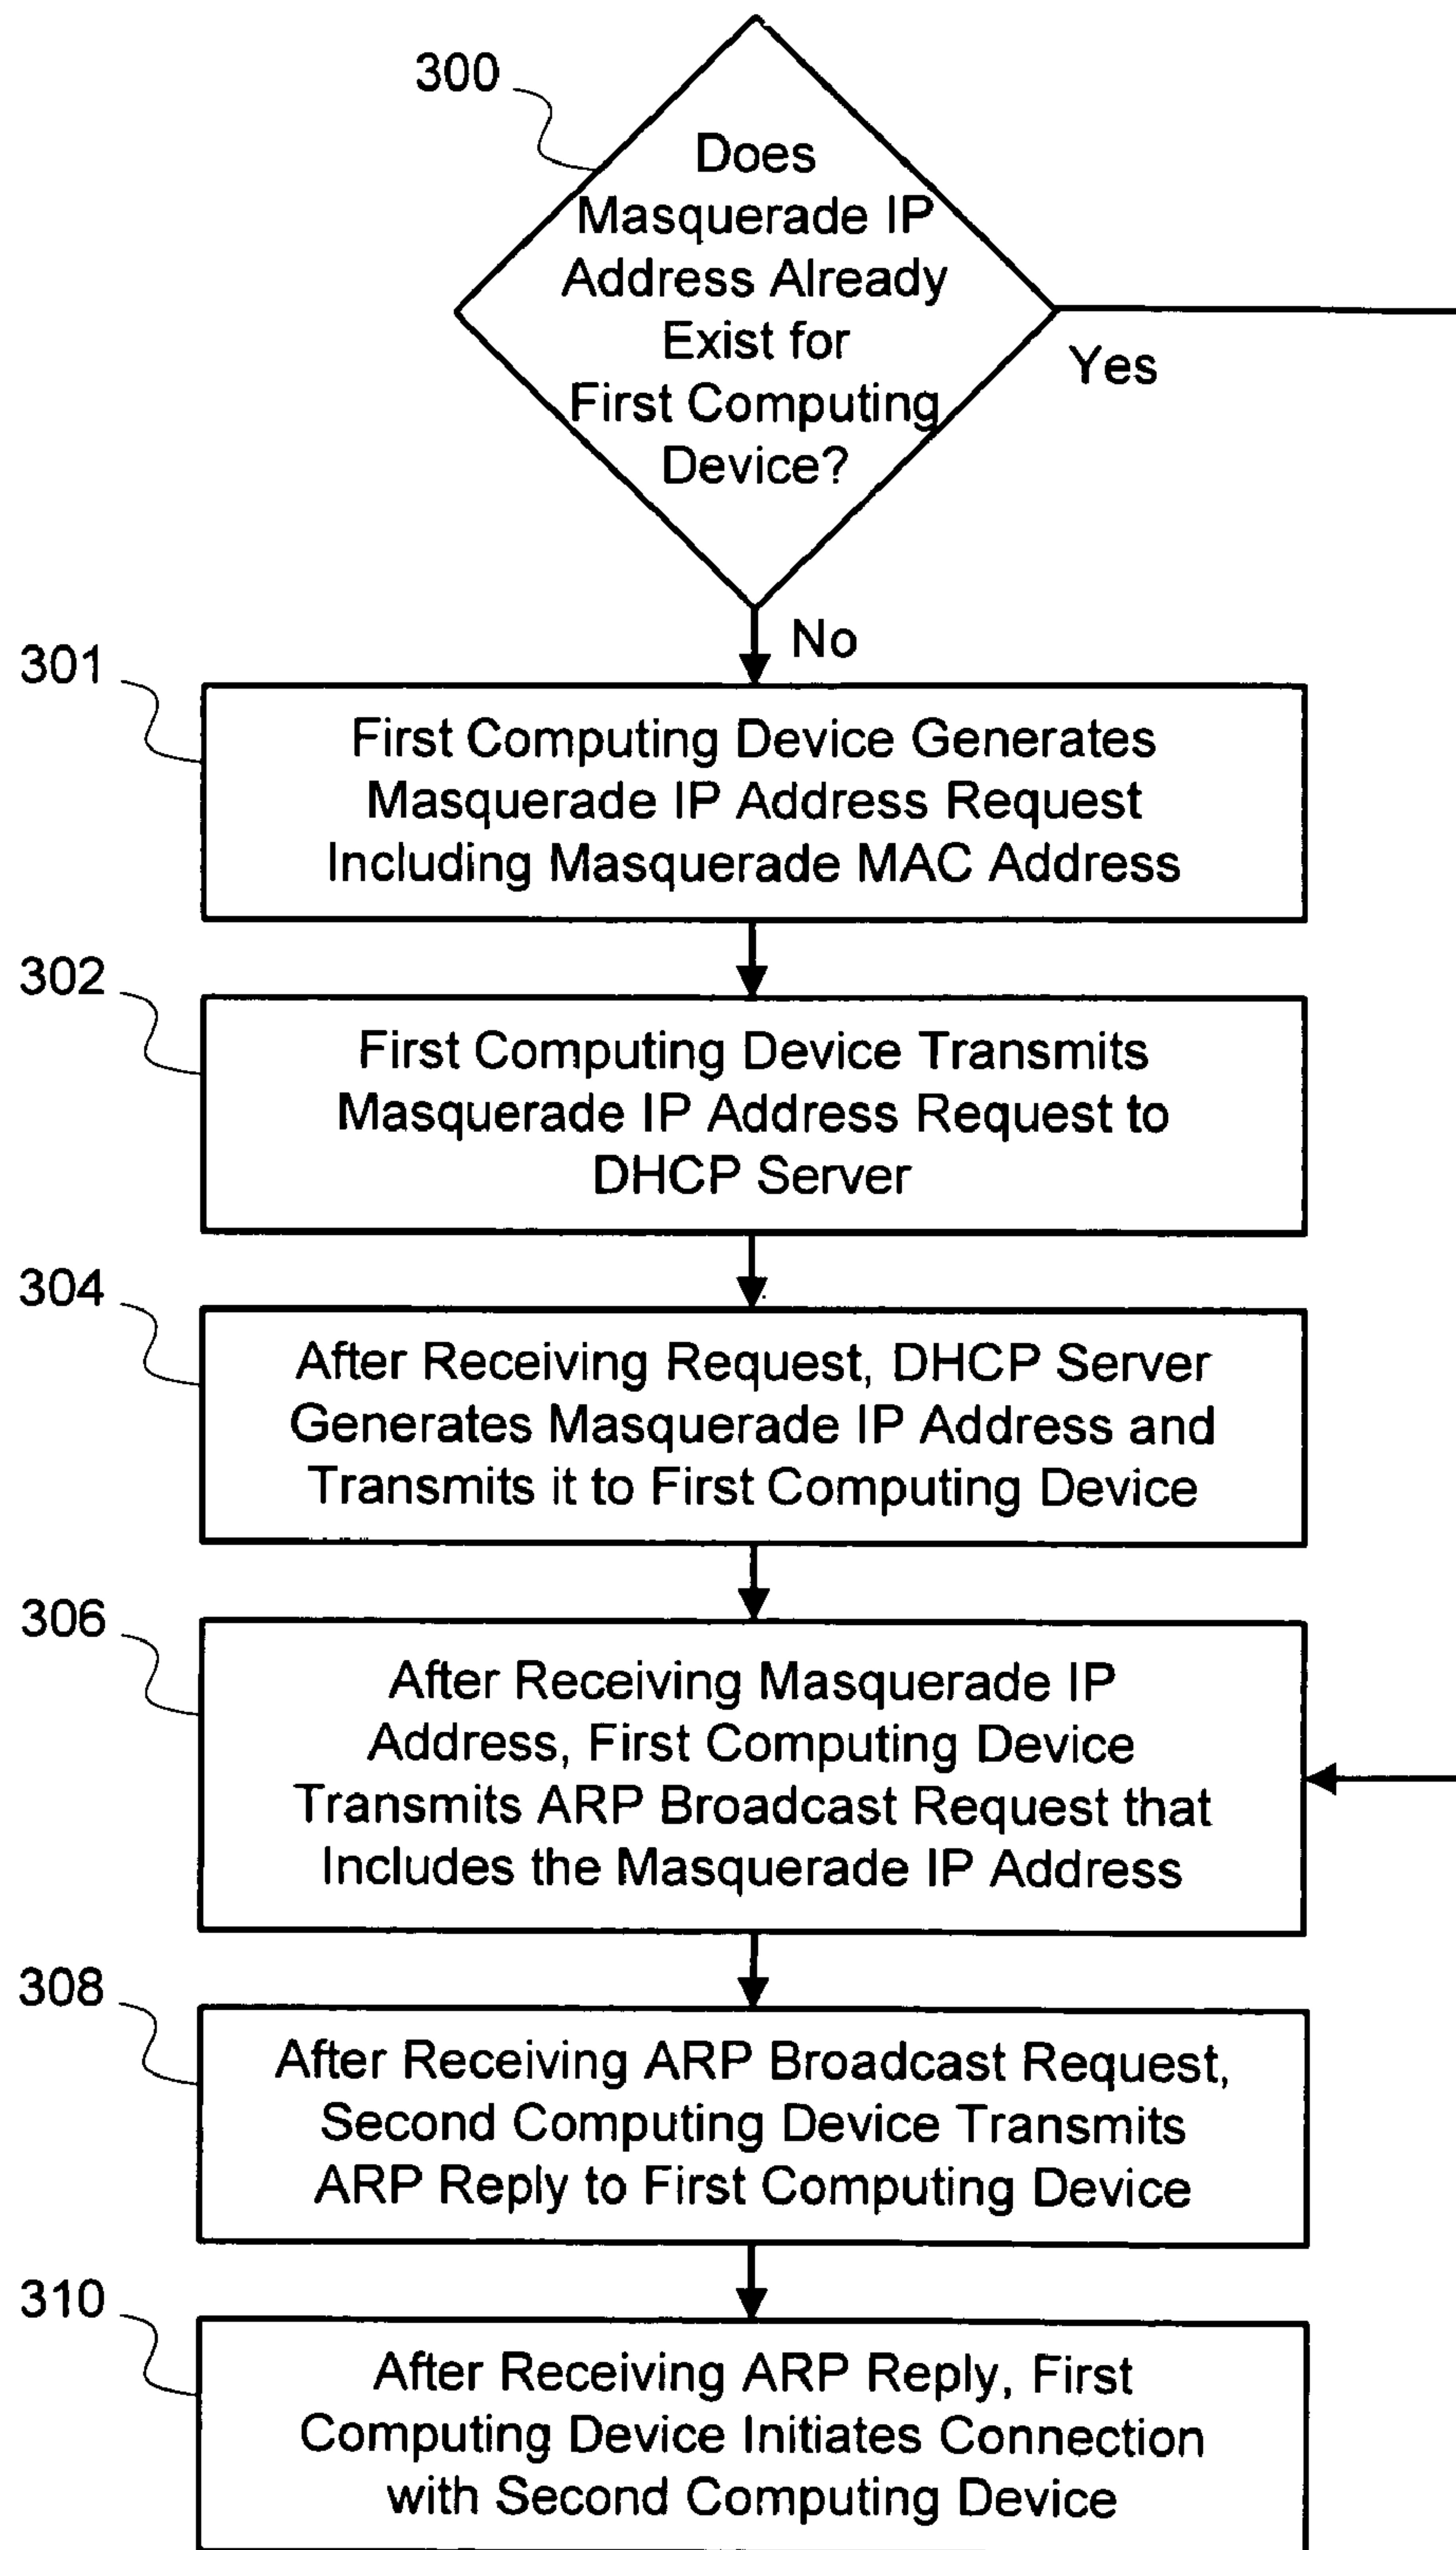 300
Does
Masquerade IP
Address Already
Exist for
First Computing
Device?
Yes
No
301
First Computing Device Generates
Masquerade IP Address Request
Including Masquerade MAC Address
302
First Computing Device Transmits
Masquerade IP Address Request to
DHCP Server
304
After Receiving Request, DHCP Server
Generates Masquerade IP Address and
Transmits it to First Computing Device
306
After Receiving Masquerade IP
Address, First Computing Device
Transmits ARP Broadcast Request that
Includes the Masquerade IP Address
308
After Receiving ARP Broadcast Request,
Second Computing Device Transmits
ARP Reply to First Computing Device
310
After Receiving ARP Reply, First
Computing Device Initiates Connection
with Second Computing Device